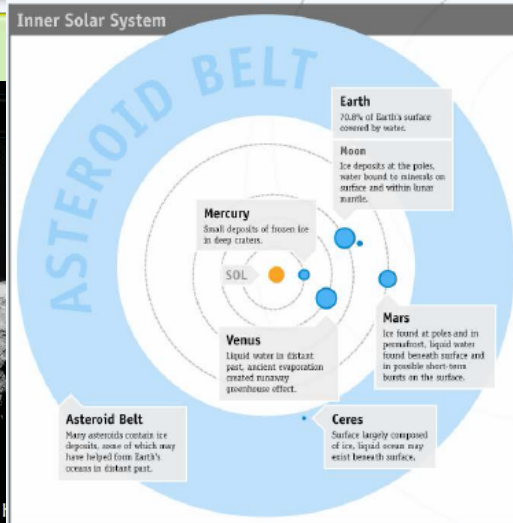 Inner Solar System
ASTEROID BELT
Earth
70.8% of Earth's surface
covered by water.
Moon
Ice deposits at the poles,
water bound to minerals on
surface and within lunar
mantle.
Mercury
Small deposits of frozen ice
in deep craters.
SOL
Venus
Liquid water in distant
past, ancient evaporation
created runaway
greenhouse effect.
Mars
Ice found at poles and in
permafrost, liquid water
found beneath surface and
in possible short-term
bursts on the surface.
Asteroid Belt
Many asteroids contain ice
deposits, some of which may
have helped form Earth's
oceans in distant past.
Ceres
Surface largely composed
of ice, liquid ocean may
exist beneath surface.